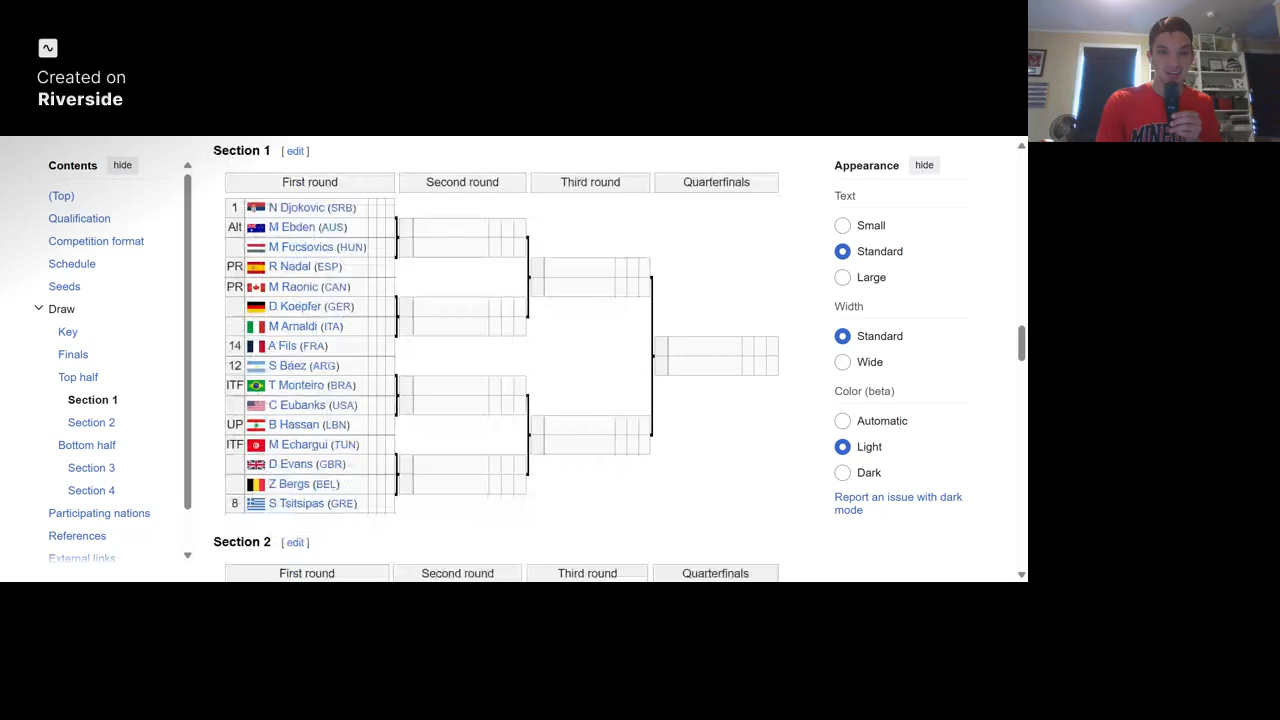 Created on
Riverside
Contents hide
(Top)
Qualification
Competition format
Schedule
Seeds
Draw
Key
Finals
Top half
Section 1
Section 2
Bottom half
Section 3
Section 4
Participating nations
References
External links
Section 1 [ edit ]
First round Second round Third round Quarterfinals
1 N Djokovic (SRB)
Alt M Ebden (AUS)
M Fucsovics (HUN)
PR R Nadal (ESP)
PR M Raonic (CAN)
D Koepfer (GER)
M Arnaldi (ITA)
14 A Fils (FRA)
12 S Báez (ARG)
ITF T Monteiro (BRA)
C Eubanks (USA)
UP B Hassan (LBN)
ITF M Echargui (TUN)
D Evans (GBR)
Z Bergs (BEL)
8 S Tsitsipas (GRE)
Section 2 [ edit ]
First round Second round Third round Quarterfinals
Appearance hide
Text
Small
Standard
Large
Width
Standard
Wide
Color (beta)
Automatic
Light
Dark
Report an issue with dark
mode